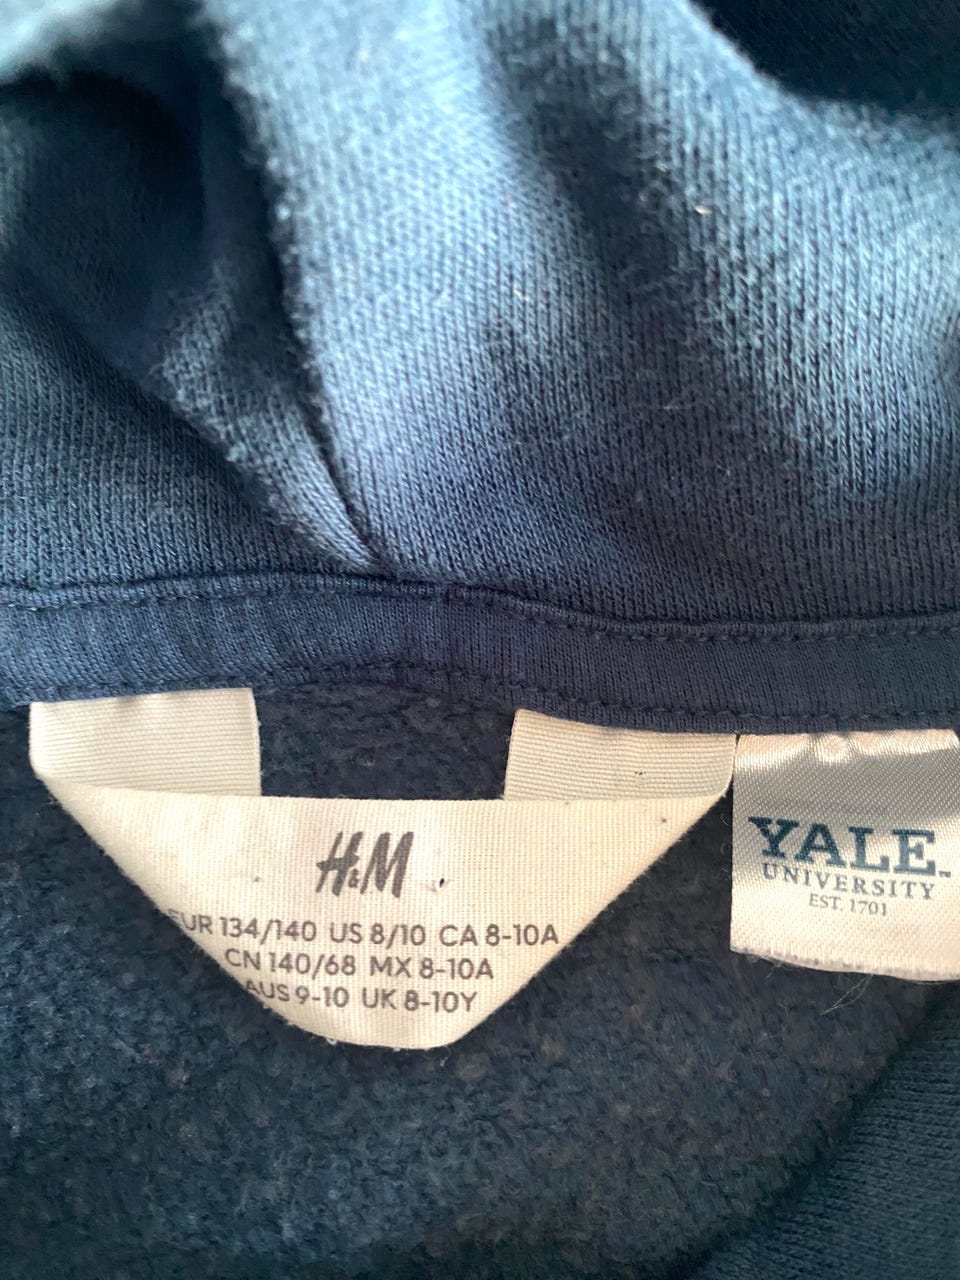 H&M
EUR 134/140 US 8/10 CA 8-10A
CN 140/68 MX 8-10A
AUS 9-10 UK 8-10Y
YALE™
UNIVERSITY
EST. 1701